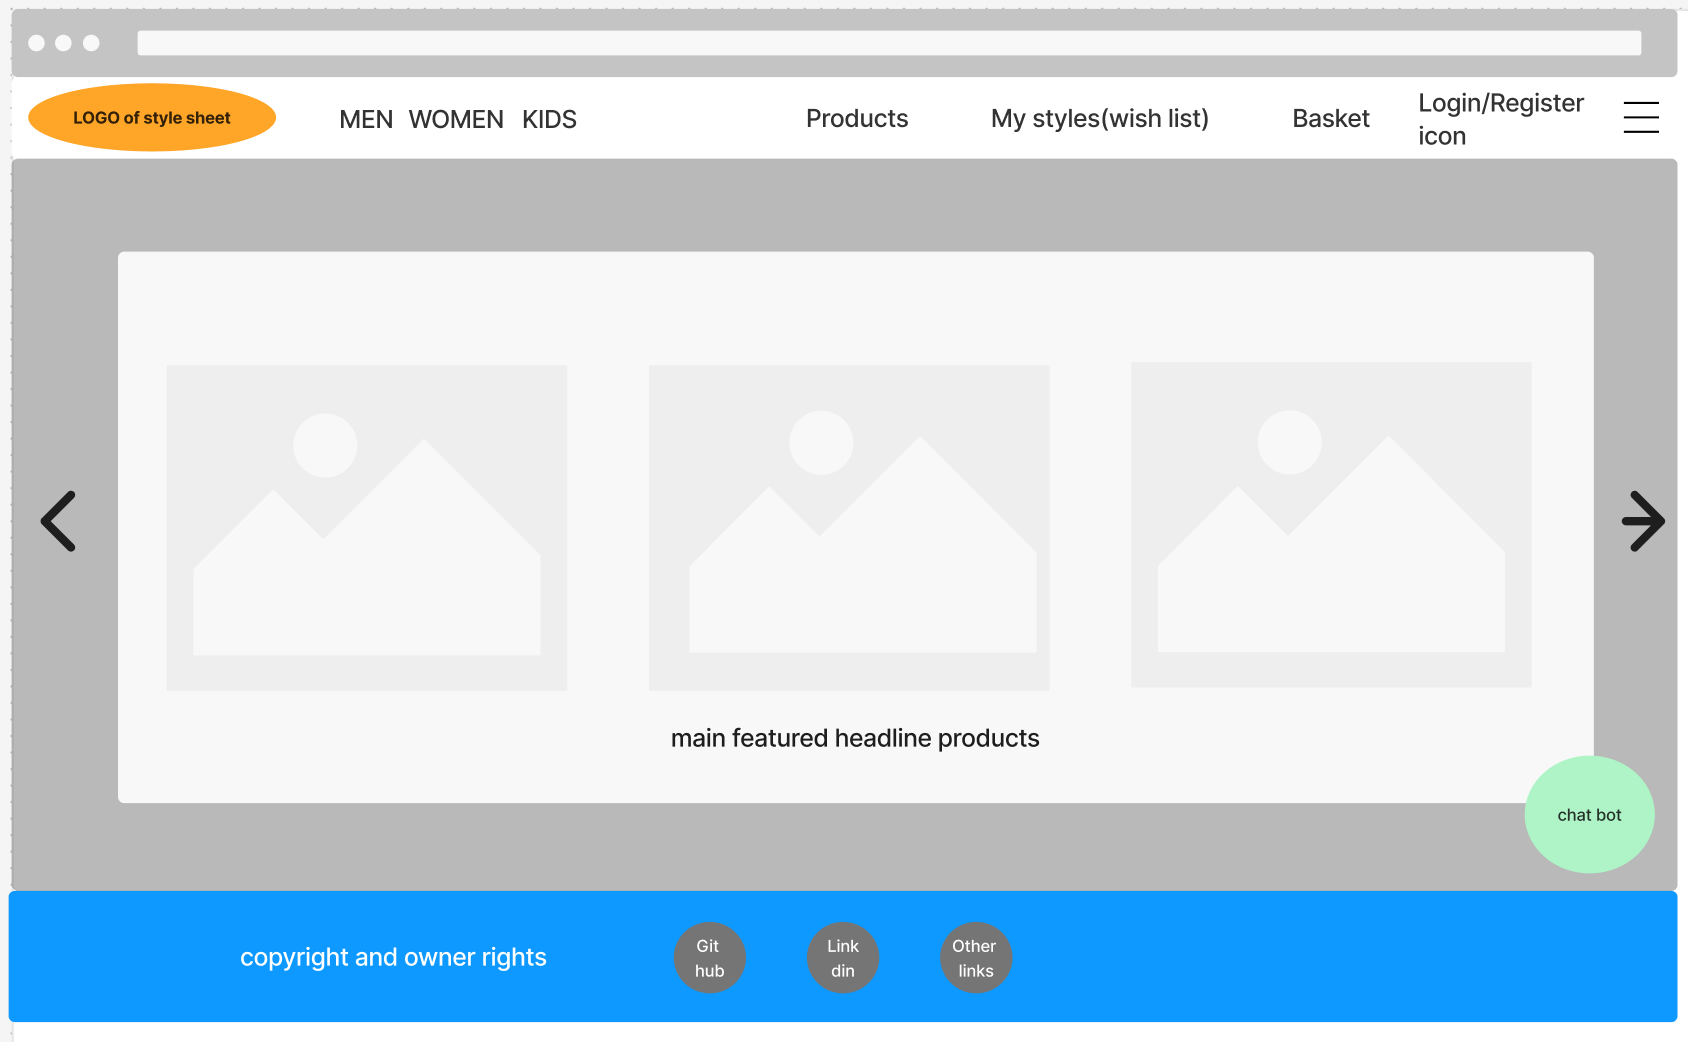 LOGO of style sheet
MEN WOMEN KIDS
Products
My styles(wish list)
Basket
Login/Register
icon
main featured headline products
chat bot
copyright and owner rights
Git
hub
Link
din
Other
links